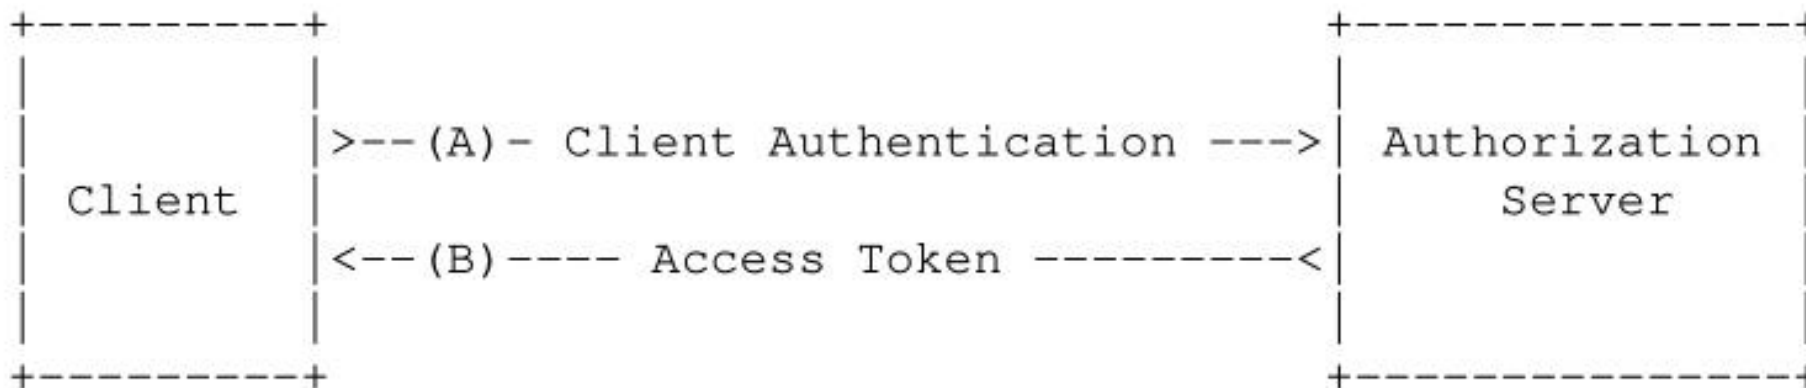 +---------+                                  +---------------+
|         |                                  |               |
|         |>--(A)- Client Authentication --->| Authorization
| Client  |                                  |     Server
|         |<--(B)---- Access Token ---------<|
|         |                                  |               |
+---------+                                  +---------------+